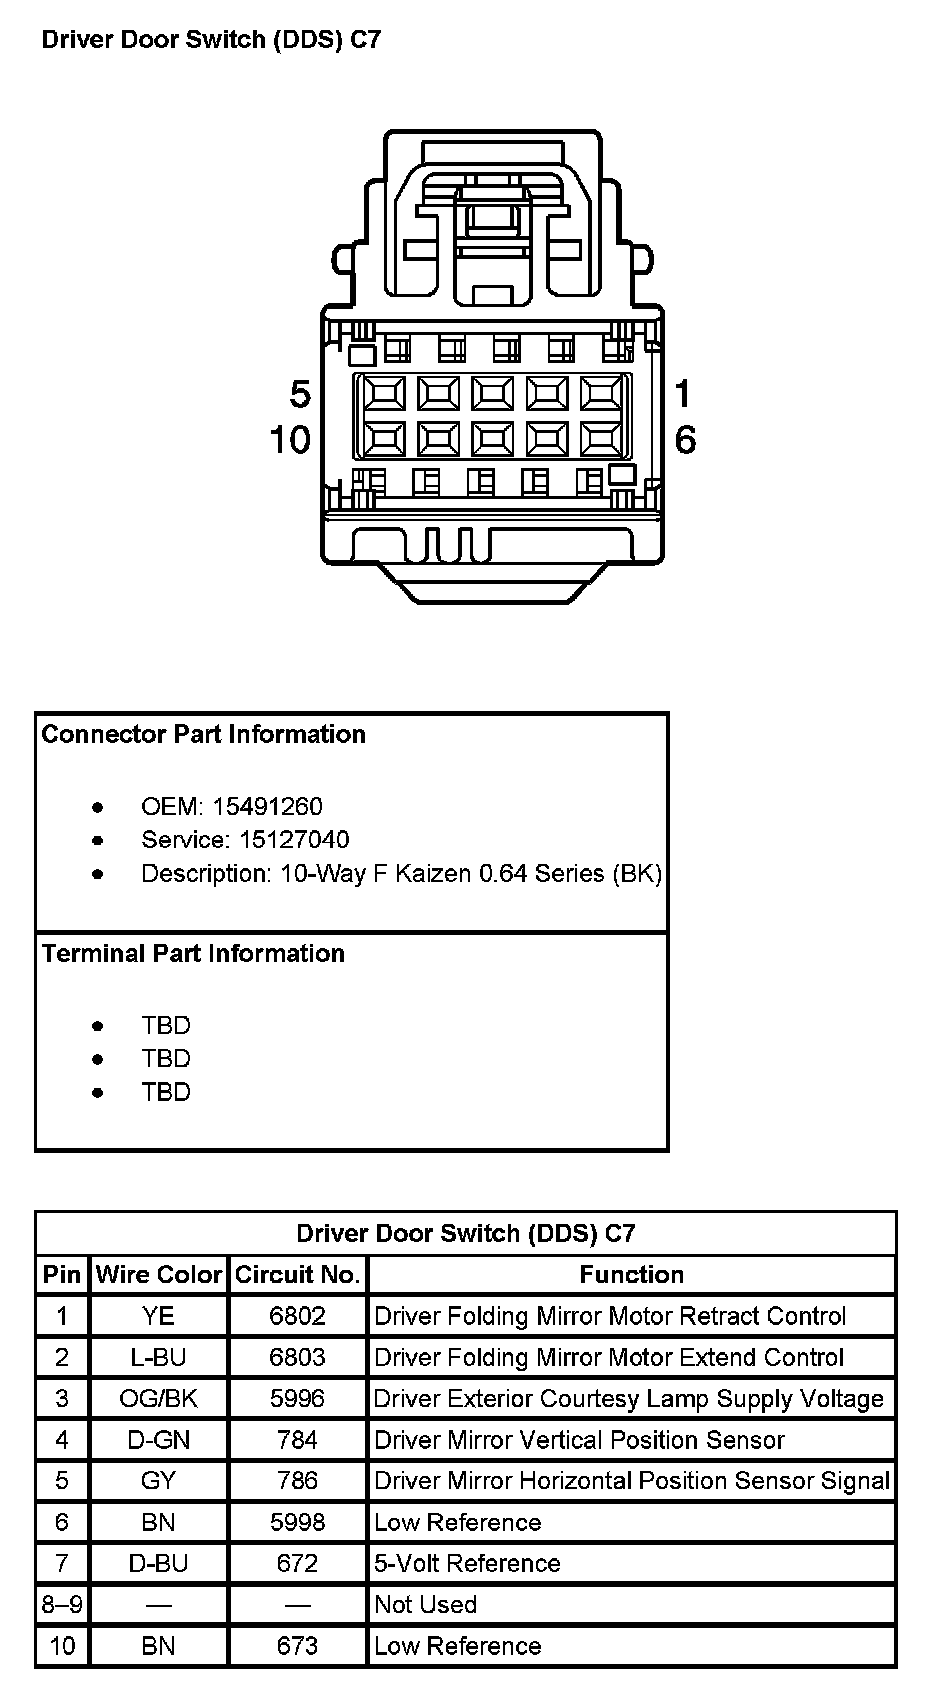 Driver Door Switch (DDS) C7
5 1
10 6
Connector Part Information
• OEM: 15491260
• Service: 15127040
• Description: 10-Way F Kaizen 0.64 Series (BK)
Terminal Part Information
• TBD
• TBD
• TBD
Driver Door Switch (DDS) C7
Pin Wire Color Circuit No. Function
1 YE 6802 Driver Folding Mirror Motor Retract Control
2 L-BU 6803 Driver Folding Mirror Motor Extend Control
3 OG/BK 5996 Driver Exterior Courtesy Lamp Supply Voltage
4 D-GN 784 Driver Mirror Vertical Position Sensor
5 GY 786 Driver Mirror Horizontal Position Sensor Signal
6 BN 5998 Low Reference
7 D-BU 672 5-Volt Reference
8–9 — — Not Used
10 BN 673 Low Reference